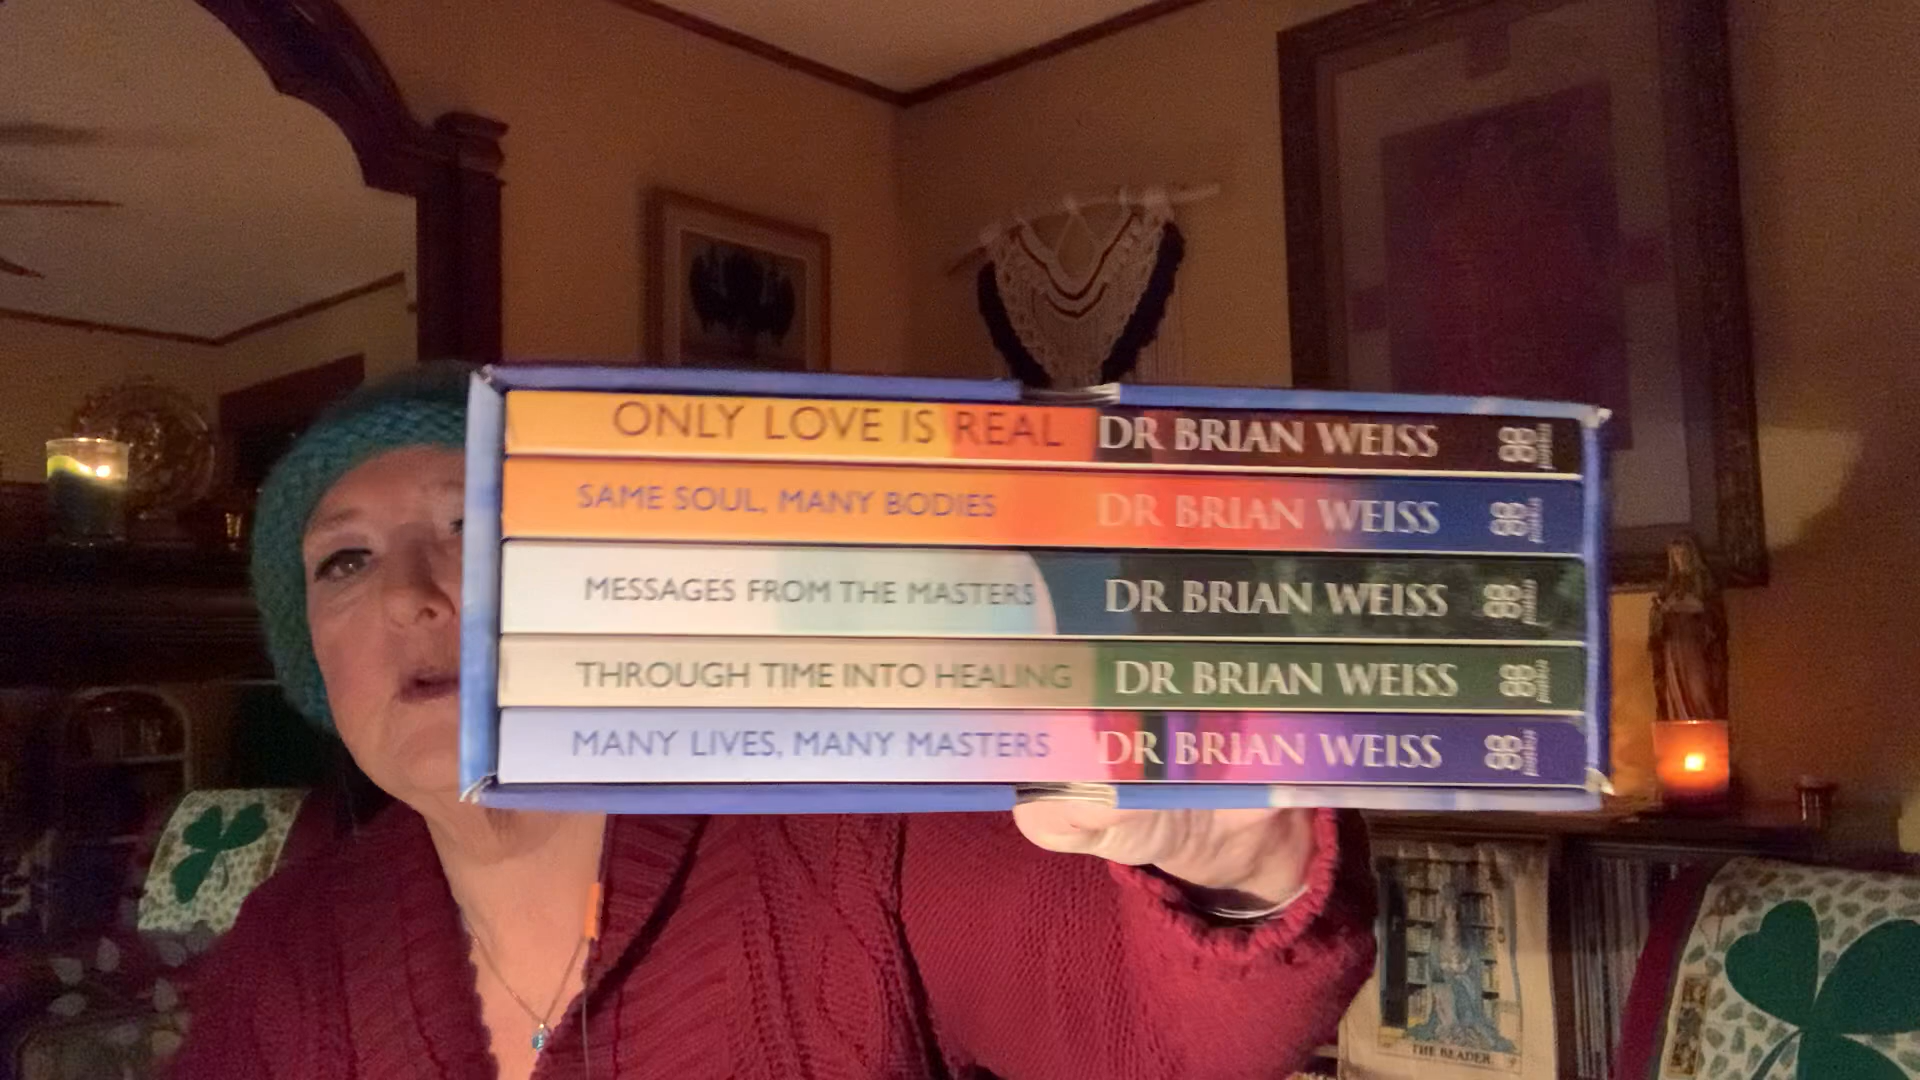 ONLY LOVE IS REAL DR BRIAN WEISS
SAME SOUL, MANY BODIES DR BRIAN WEISS
MESSAGES FROM THE MASTERS DR BRIAN WEISS
THROUGH TIME INTO HEALING DR BRIAN WEISS
MANY LIVES, MANY MASTERS DR BRIAN WEISS
THE READER